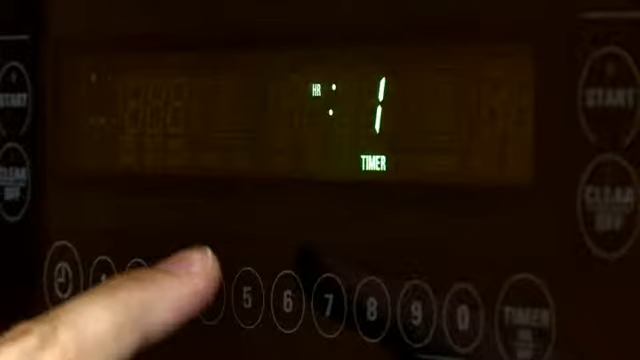 HR : 1
TIMER
START
START
CLEAR
OFF
CLEAR
OFF
5 6 7 8 9 0
TIMER